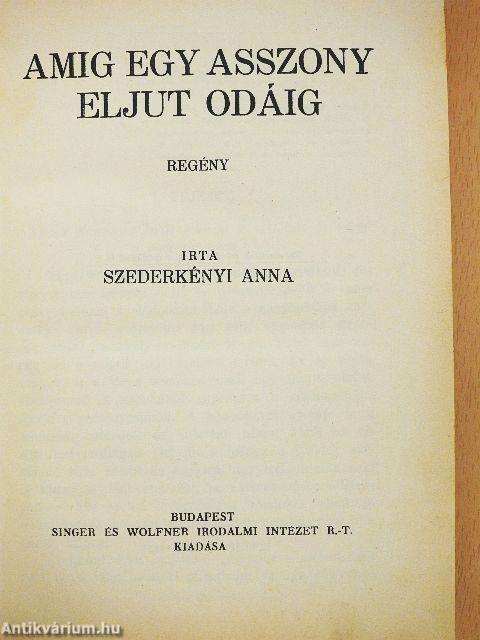 AMIG EGY ASSZONY
ELJUT ODÁIG
REGÉNY
IRTA
SZEDERKÉNYI ANNA
BUDAPEST
SINGER ÉS WOLFNER IRODALMI INTÉZET R.-T.
KIADÁSA
Antikvárium.hu